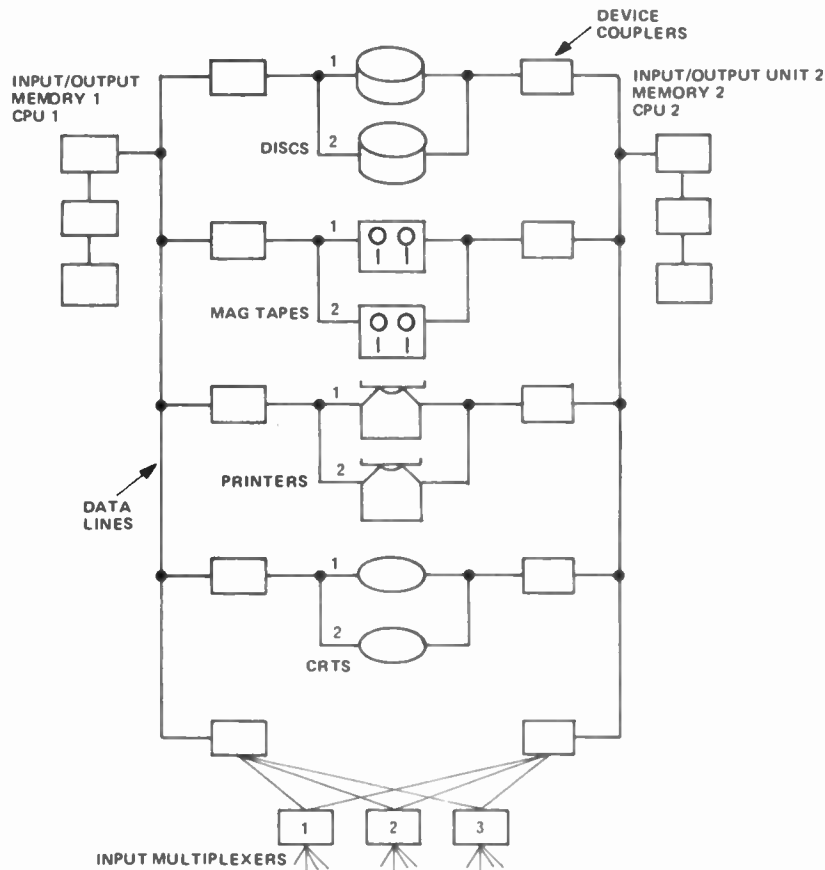 DEVICE
COUPLERS
INPUT/OUTPUT
MEMORY 1
CPU 1
INPUT/OUTPUT UNIT 2
MEMORY 2
CPU 2
1
2
DISCS
1
2
MAG TAPES
1
2
PRINTERS
DATA
LINES
1
2
CRTS
1
2
3
INPUT MULTIPLEXERS